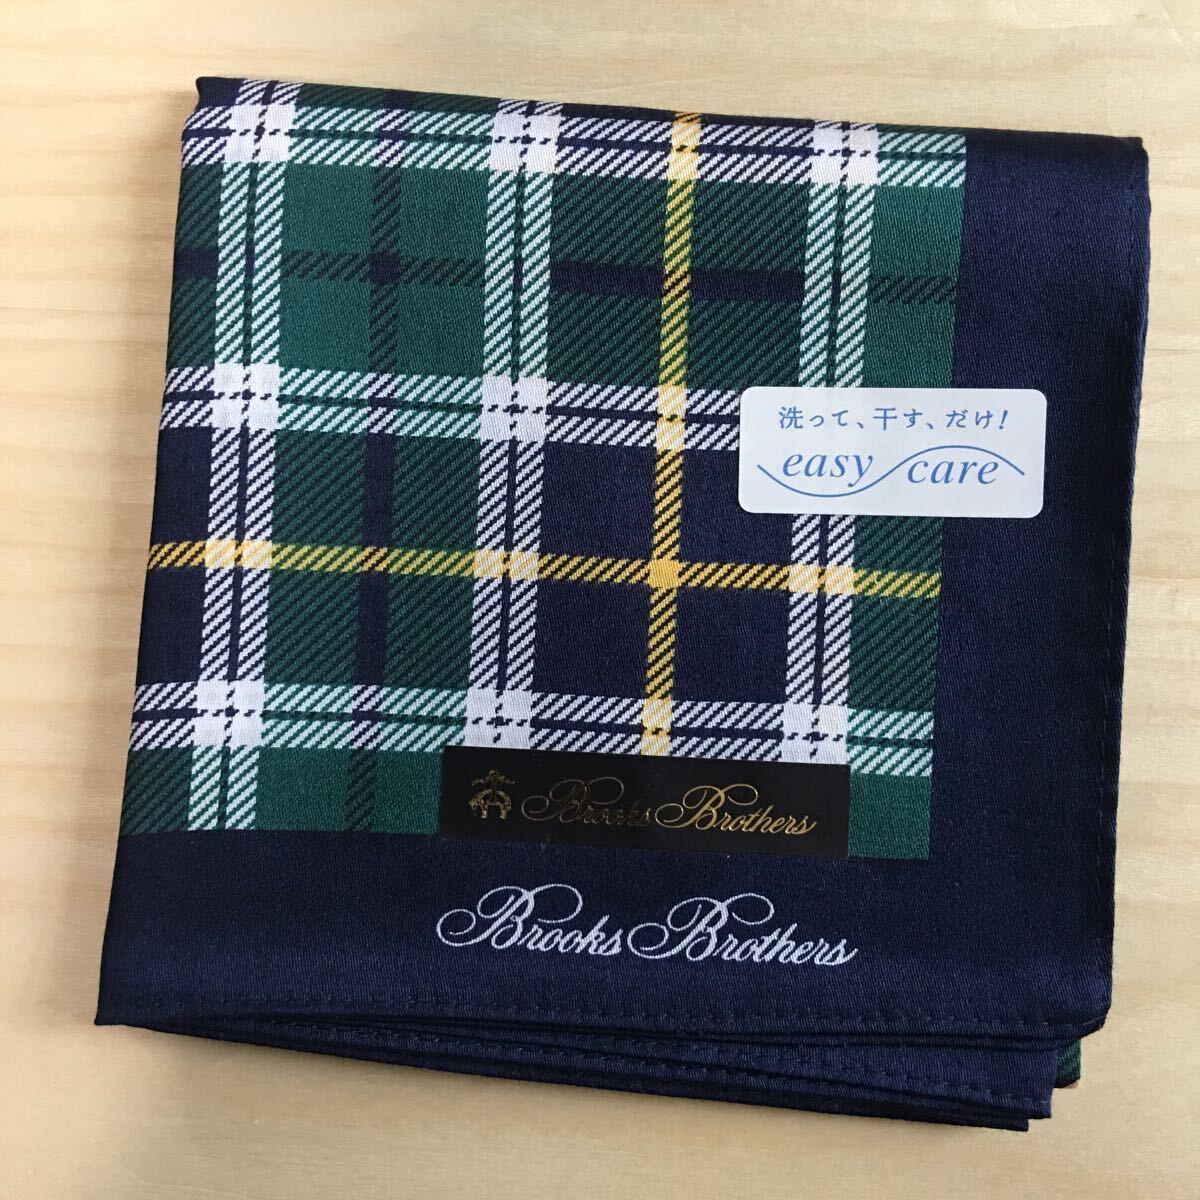 洗って、干す、だけ!
easy care
Brooks Brothers
Brooks Brothers